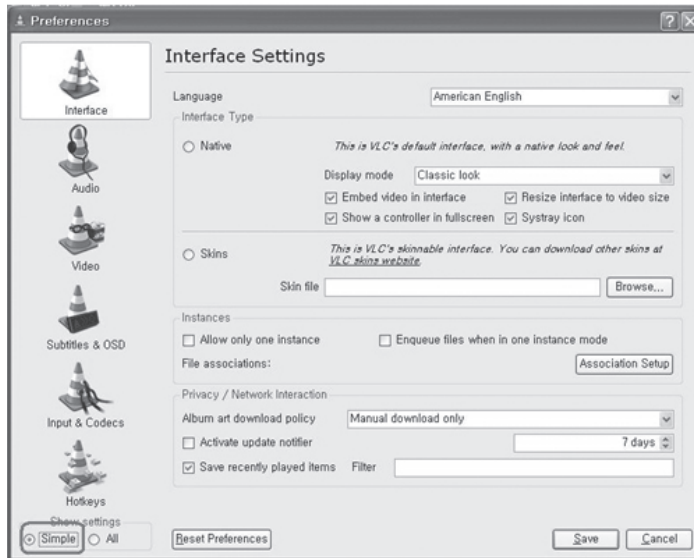 Preferences
Interface Settings
Interface
Audio
Video
Subtitles & OSD
Input & Codecs
Hotkeys
Show settings
Simple All
Language American English
Interface Type
Native This is VLC's default interface, with a native look and feel.
Display mode Classic look
Embed video in interface Resize interface to video size
Show a controller in fullscreen Systray icon
Skins This is VLC's skinnable interface. You can download other skins at
VLC skins website.
Skin file Browse...
Instances
Allow only one instance Enqueue files when in one instance mode
File associations: Association Setup
Privacy / Network Interaction
Album art download policy Manual download only
Activate update notifier 7 days
Save recently played items Filter
Reset Preferences Save Cancel